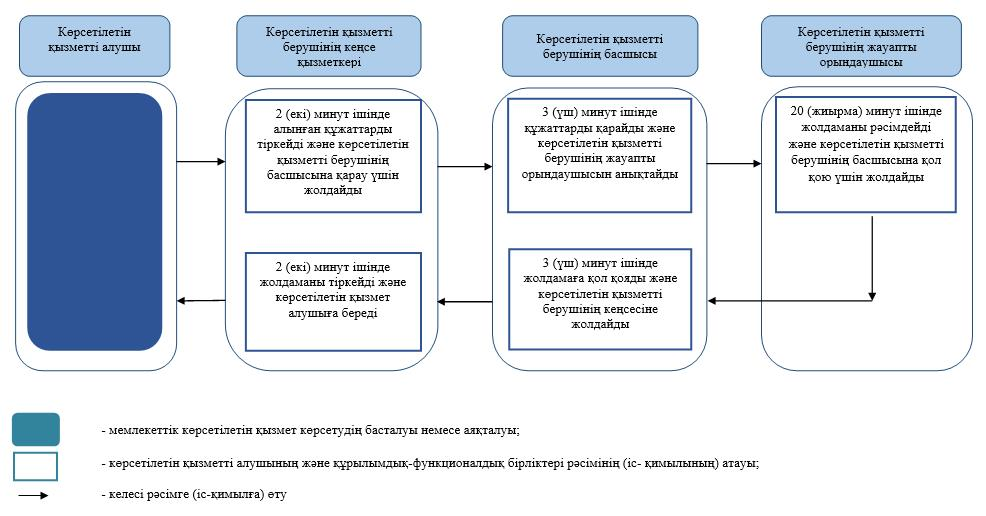 Көрсетілетін
қызметті алушы
Көрсетілетін қызметті
берушінің кеңсе
қызметкері
Көрсетілетін қызметті
берушінің басшысы
Көрсетілетін қызметті
берушінің жауапты
орындаушысы
2 (екі) минут ішінде
алынған құжаттарды
тіркейді және көрсетілетін
қызметті берушінің
басшысына қарау үшін
жолдайды
3 (үш) минут ішінде
құжаттарды қарайды және
көрсетілетін қызметті
берушінің жауапты
орындаушысын анықтайды
20 (жиырма) минут ішінде
жолдаманы рәсімдейді
және көрсетілетін қызметті
берушінің басшысына қол
қою үшін жолдайды
2 (екі) минут ішінде
жолдаманы тіркейді және
көрсетілетін қызмет
алушыға береді
3 (үш) минут ішінде
жолдамаға қол қояды және
көрсетілетін қызметті
берушінің кеңсесіне
жолдайды
- мемлекеттік көрсетілетін қызмет көрсетудің басталуы немесе аяқталуы;
- көрсетілетін қызметті алушының және құрылымдық-функционалдық бірліктері рәсімінің (іс- қимылының) атауы;
- келесі рәсімге (іс-қимылға) өту